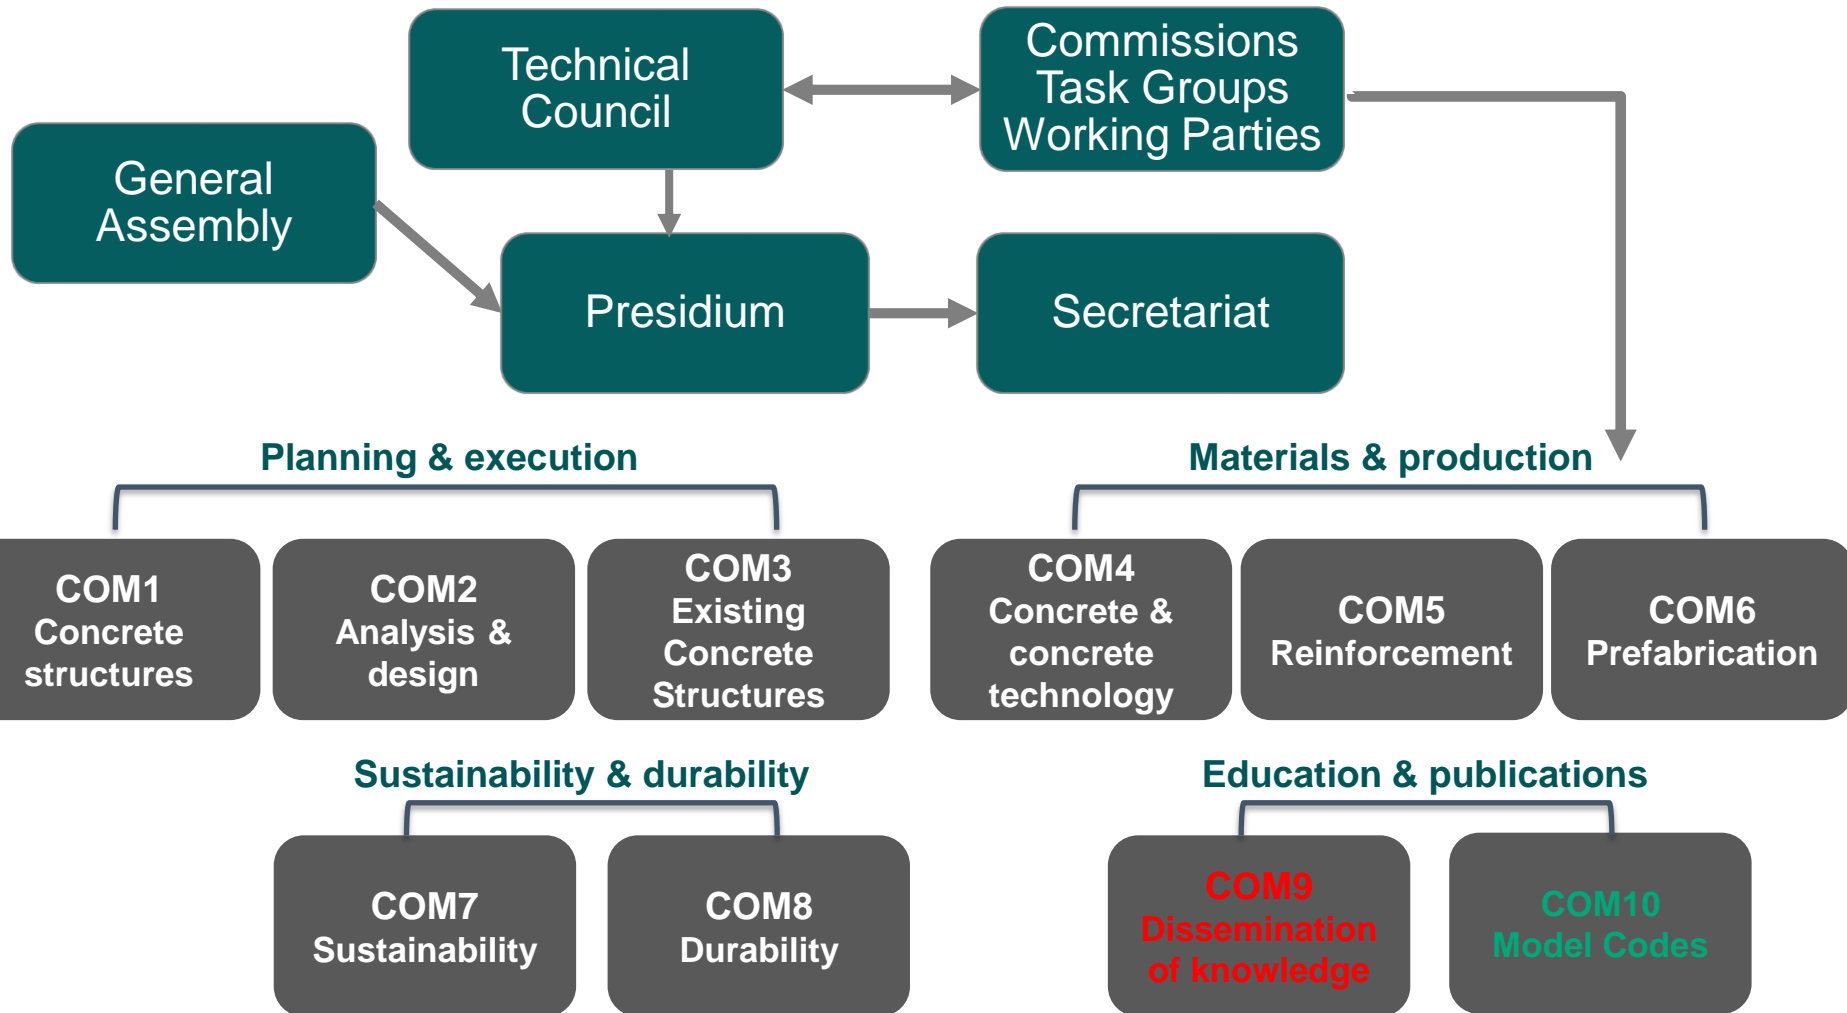 Technical
Council
Commissions
Task Groups
Working Parties
General
Assembly
Presidium
Secretariat
Planning & execution
Materials & production
COM1
Concrete
structures
COM2
Analysis &
design
COM3
Existing
Concrete
Structures
COM4
Concrete &
concrete
technology
COM5
Reinforcement
COM6
Prefabrication
Sustainability & durability
Education & publications
COM7
Sustainability
COM8
Durability
COM9
Dissemination
of knowledge
COM10
Model Codes